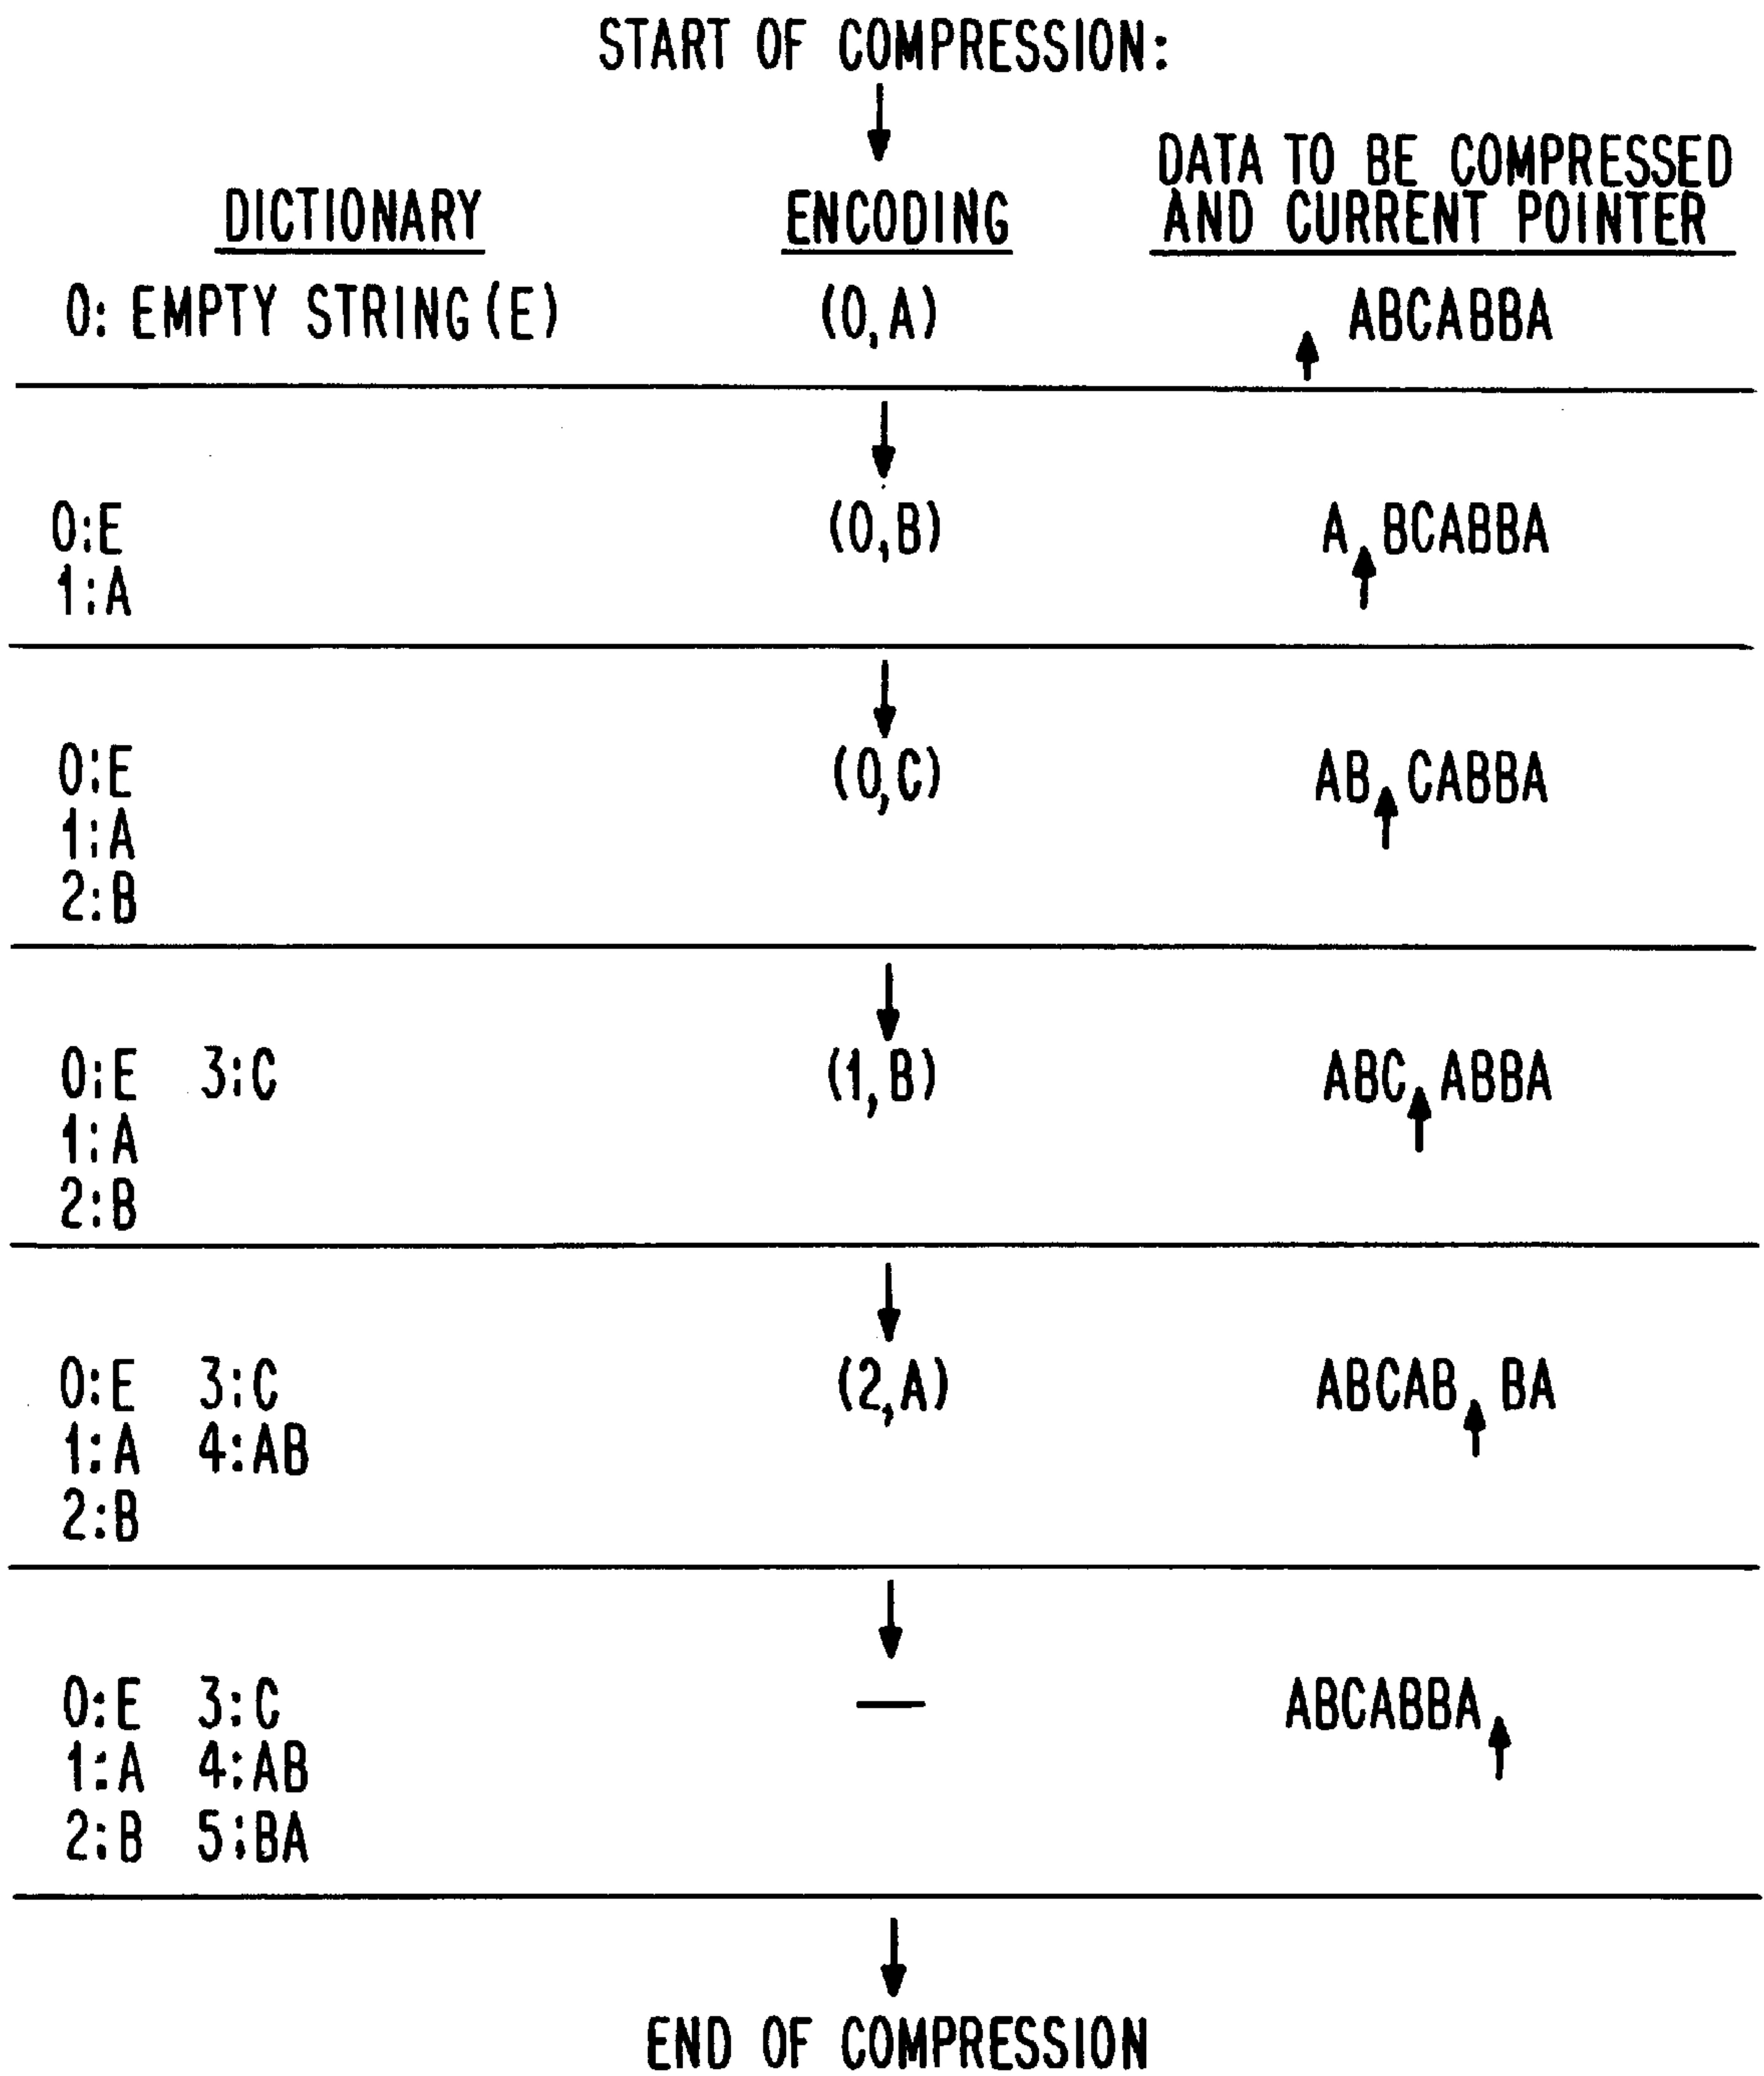 START OF COMPRESSION:
DICTIONARY
ENCODING
DATA TO BE COMPRESSED
AND CURRENT POINTER
0: EMPTY STRING (E)
(0,A)
ABCABBA
0:E
(0,B)
A BCABBA
1:A
0:E
(0,C)
AB CABBA
1:A
2:B
0:E 3:C
(1,B)
ABC ABBA
1:A
2:B
0:E 3:C
(2,A)
ABCAB BA
1:A 4:AB
2:B
0:E 3:C
—
ABCABBA
1:A 4:AB
2:B 5:BA
END OF COMPRESSION